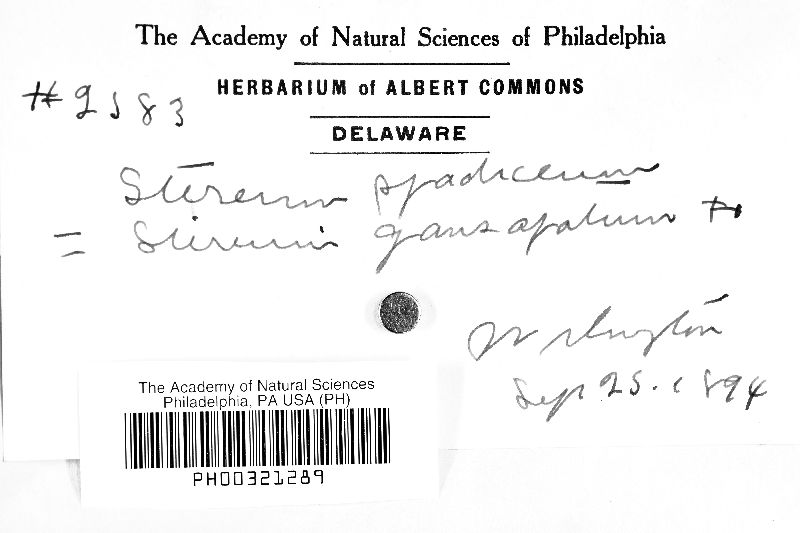 The Academy of Natural Sciences of Philadelphia
HERBARIUM of ALBERT COMMONS
#2583
DELAWARE
Stereum spadiceum
= Stereum gausapatum Fr
Wilmington
Sep 25. 1894
The Academy of Natural Sciences
Philadelphia, PA USA (PH)
PH00321289